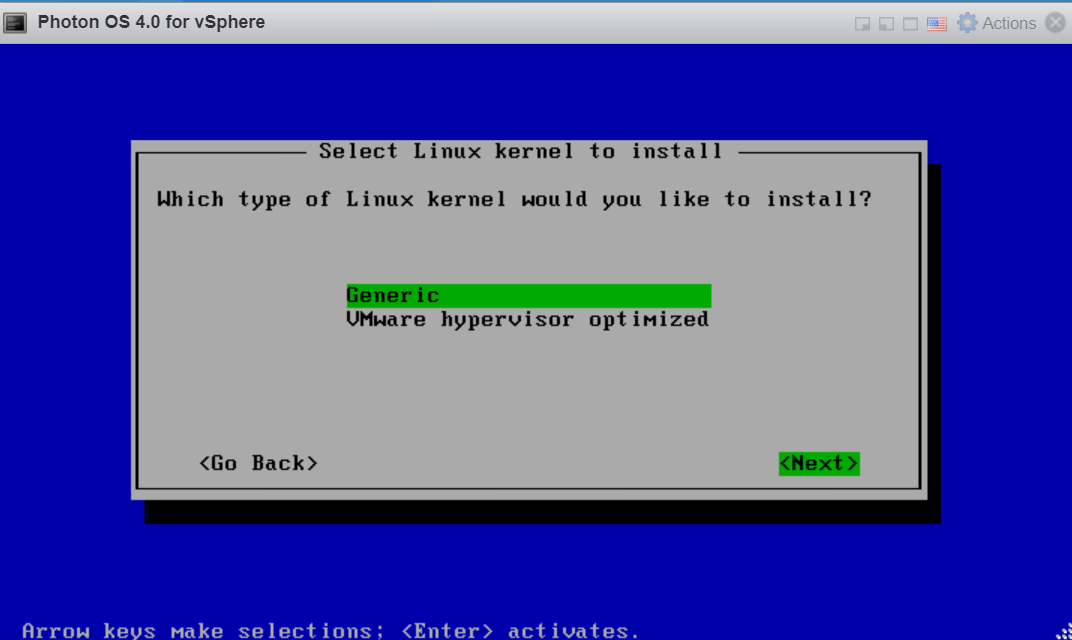 Photon OS 4.0 for vSphere
Actions
Select Linux kernel to install
Which type of Linux kernel would you like to install?
Generic
VMware hypervisor optimized
<Go Back> <Next>
Arrow keys make selections; <Enter> activates.